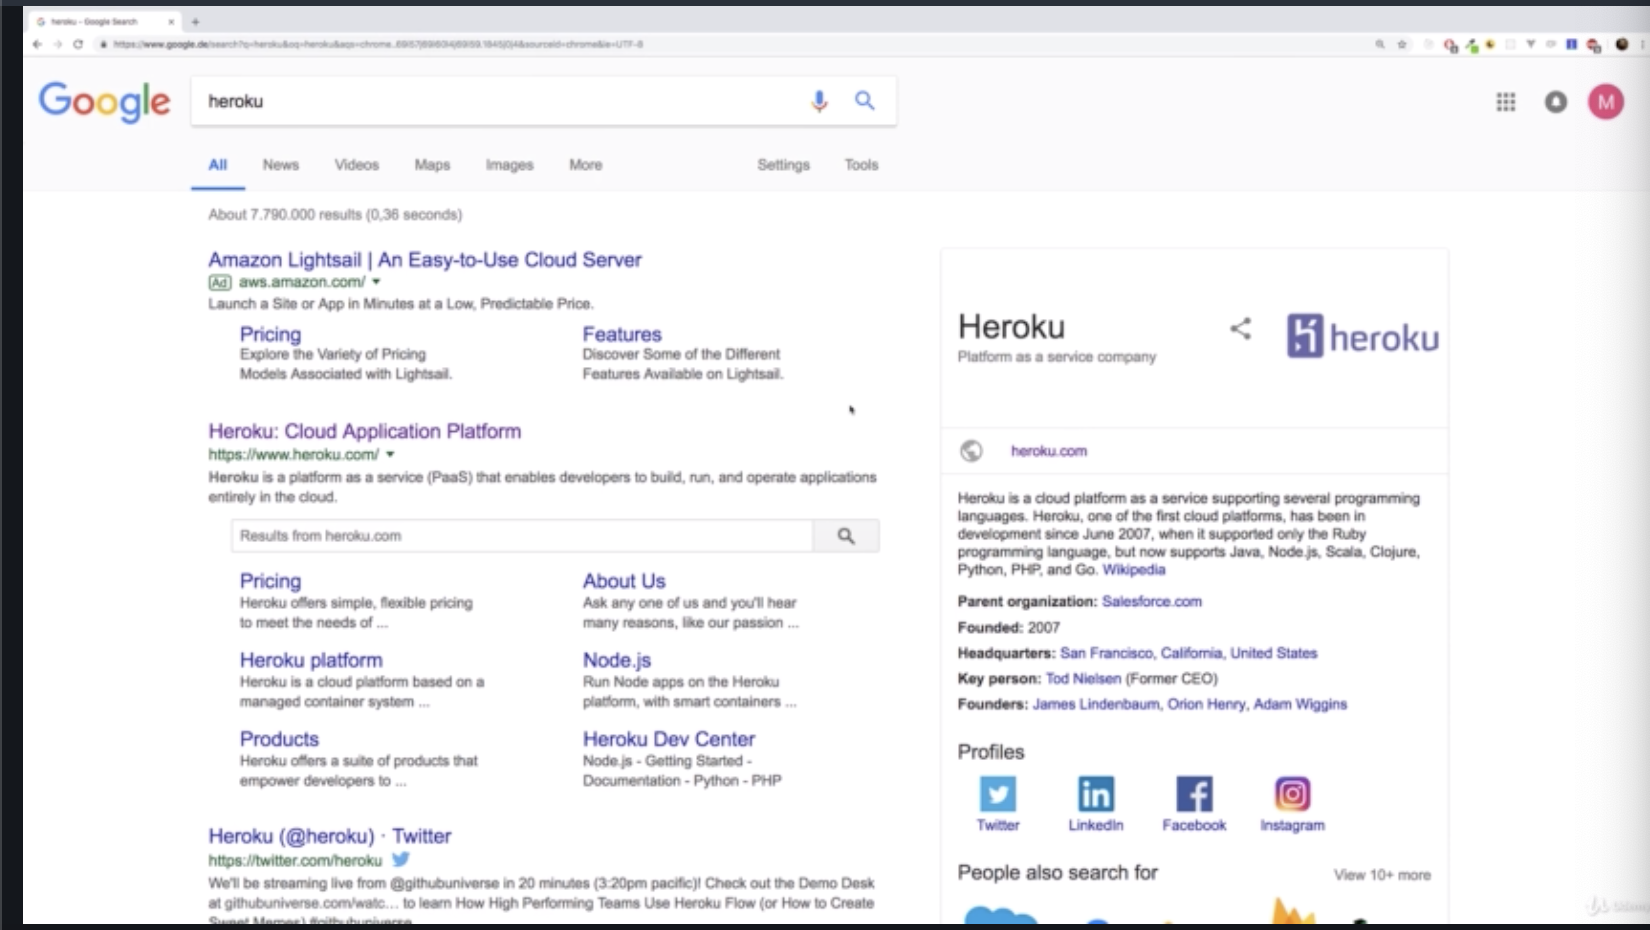 heroku - Google Search
https://www.google.de/search?q=heroku&oq=heroku&aqs=chrome
Google
heroku
M
All News Videos Maps Images More Settings Tools
About 7.790.000 results (0,36 seconds)
Amazon Lightsail | An Easy-to-Use Cloud Server
Ad aws.amazon.com/
Launch a Site or App in Minutes at a Low, Predictable Price.
Pricing
Explore the Variety of Pricing
Models Associated with Lightsail.
Features
Discover Some of the Different
Features Available on Lightsail.
Heroku: Cloud Application Platform
https://www.heroku.com/
Heroku is a platform as a service (PaaS) that enables developers to build, run, and operate applications
entirely in the cloud.
Results from heroku.com
Pricing
Heroku offers simple, flexible pricing
to meet the needs of ...
About Us
Ask any one of us and you'll hear
many reasons, like our passion ...
Heroku platform
Heroku is a cloud platform based on a
managed container system ...
Node.js
Run Node apps on the Heroku
platform, with smart containers ...
Products
Heroku offers a suite of products that
empower developers to ...
Heroku Dev Center
Node.js - Getting Started -
Documentation - Python - PHP
Heroku (@heroku) · Twitter
https://twitter.com/heroku
We'll be streaming live from @githubuniverse in 20 minutes (3:20pm pacific)! Check out the Demo Desk
at githubuniverse.com/watc... to learn How High Performing Teams Use Heroku Flow (or How to Create
Sweet Memes) #githubuniverse
Heroku
Platform as a service company
heroku
heroku.com
Heroku is a cloud platform as a service supporting several programming
languages. Heroku, one of the first cloud platforms, has been in
development since June 2007, when it supported only the Ruby
programming language, but now supports Java, Node.js, Scala, Clojure,
Python, PHP, and Go. Wikipedia
Parent organization: Salesforce.com
Founded: 2007
Headquarters: San Francisco, California, United States
Key person: Tod Nielsen (Former CEO)
Founders: James Lindenbaum, Orion Henry, Adam Wiggins
Profiles
Twitter LinkedIn Facebook Instagram
People also search for
View 10+ more